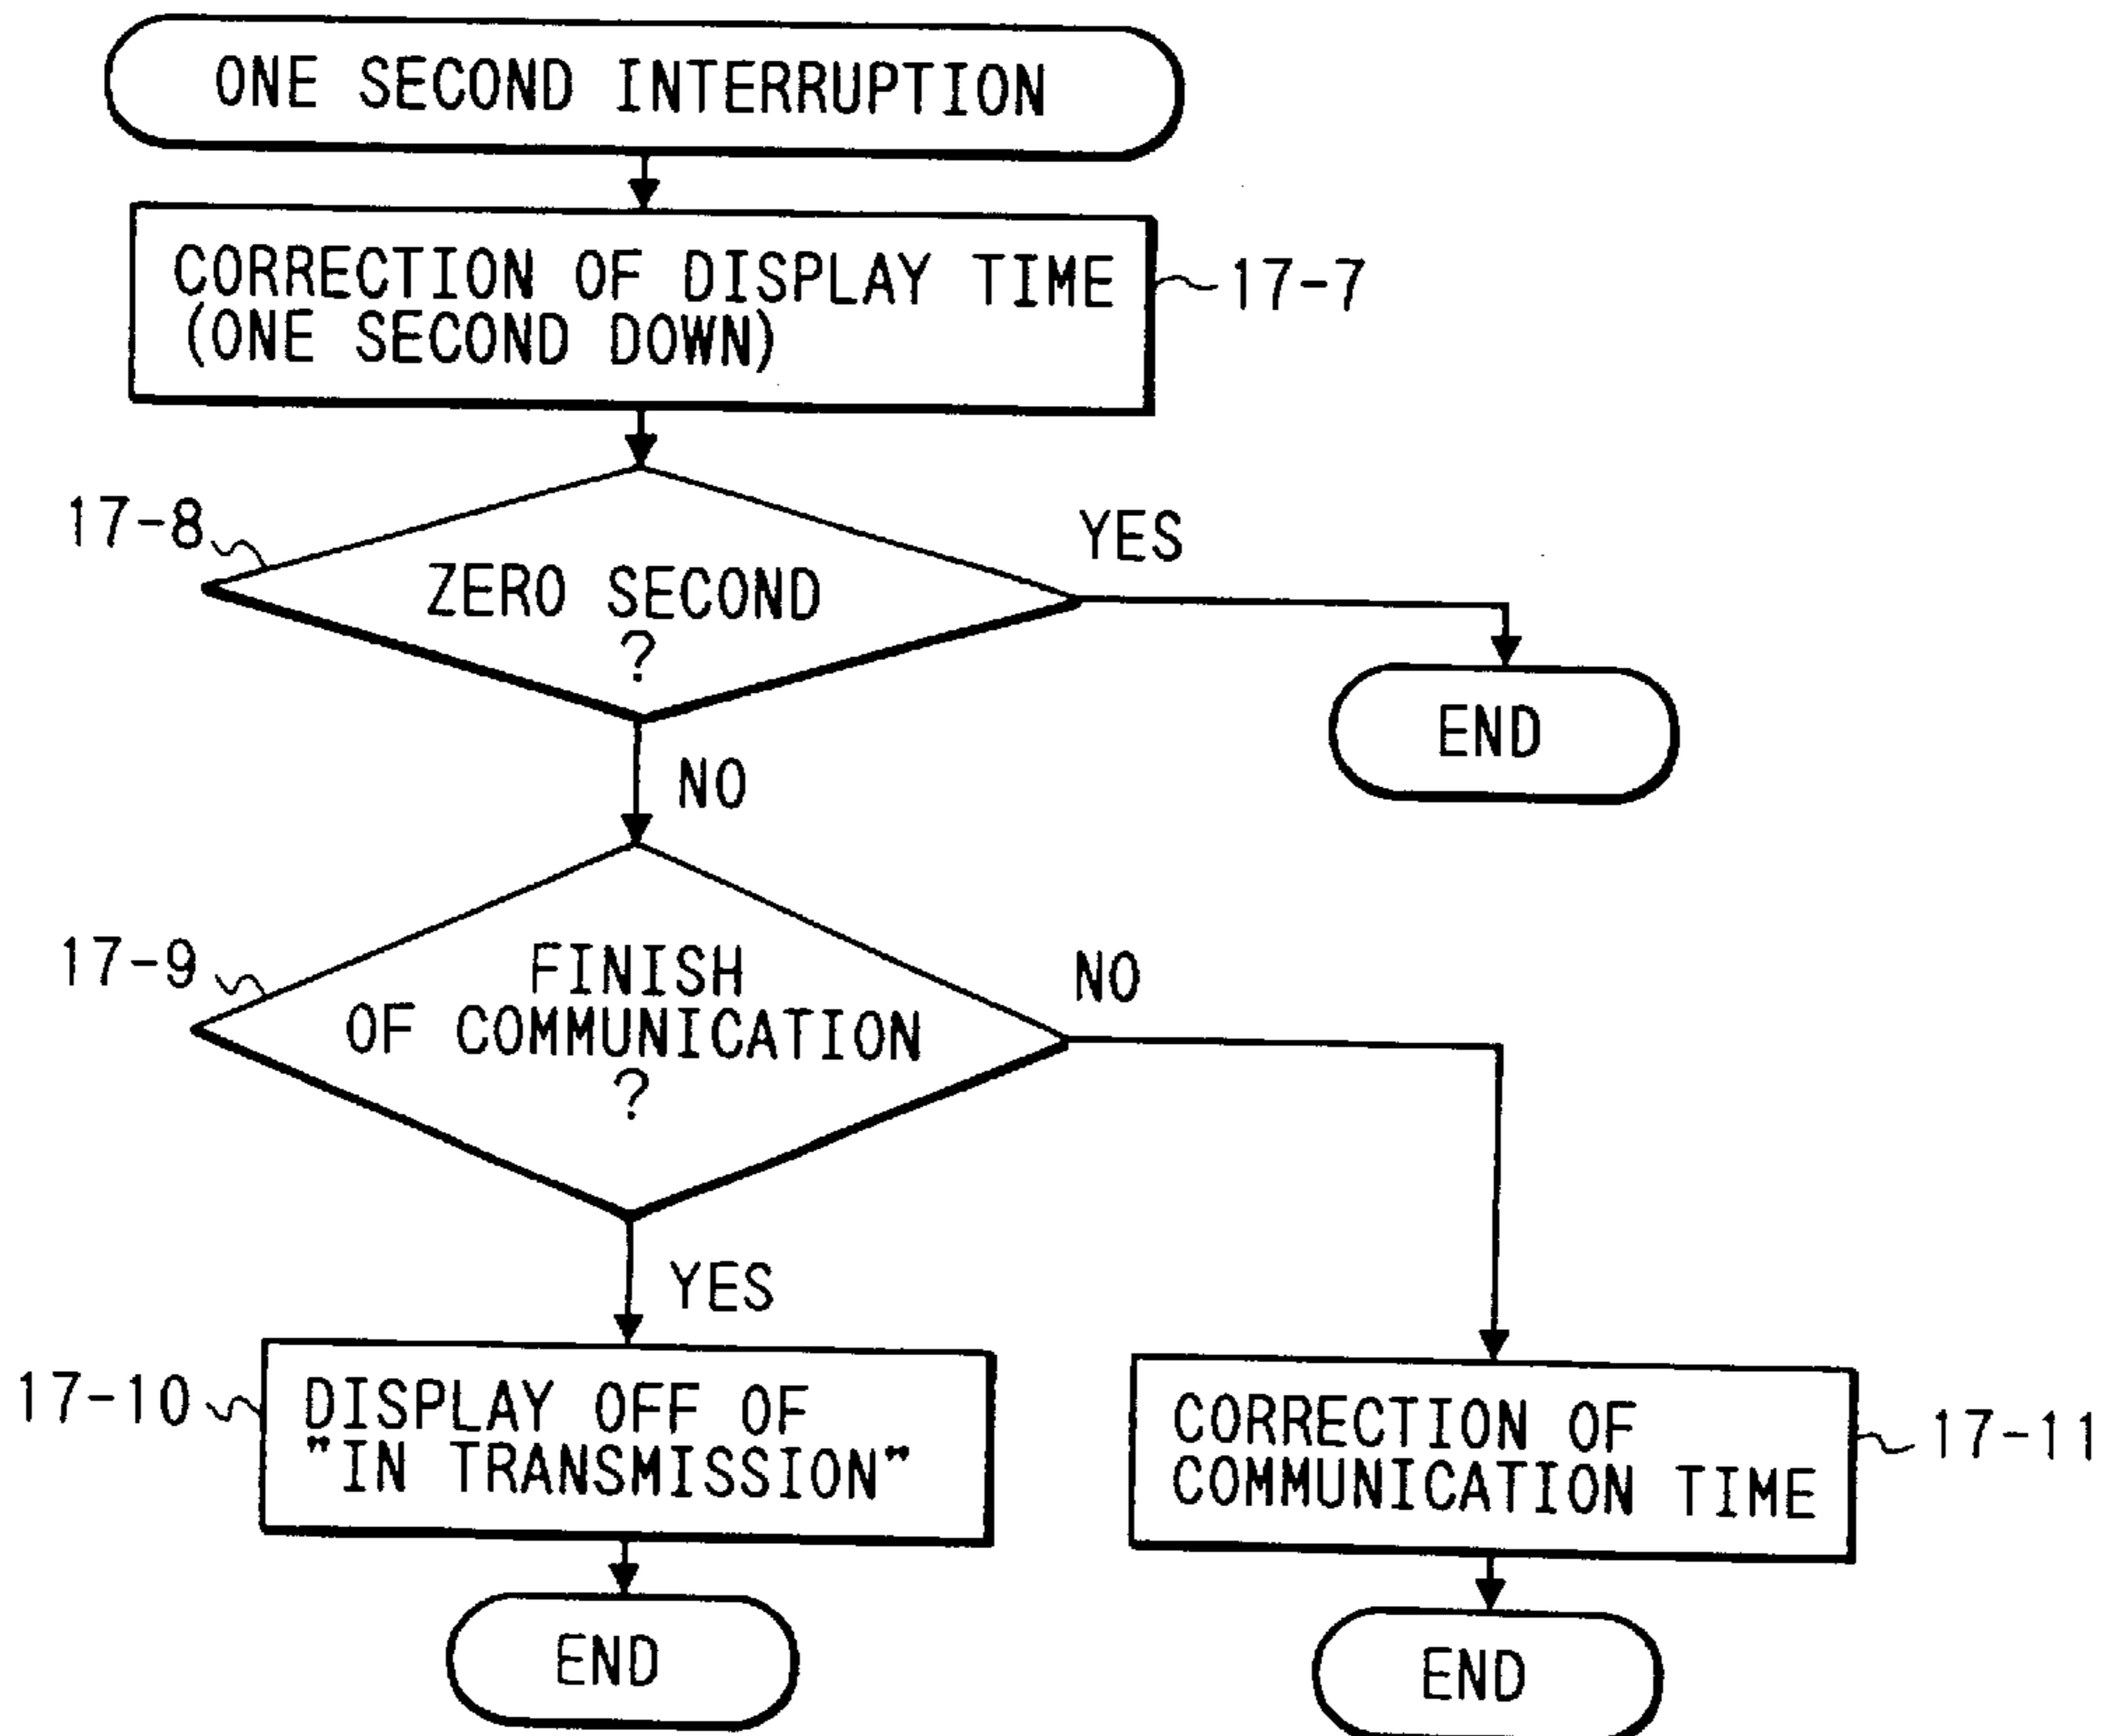 ONE SECOND INTERRUPTION
CORRECTION OF DISPLAY TIME
(ONE SECOND DOWN)
17-7
17-8
ZERO SECOND
?
YES
END
NO
17-9
FINISH
OF COMMUNICATION
?
NO
YES
17-10
DISPLAY OFF OF
"IN TRANSMISSION"
CORRECTION OF
COMMUNICATION TIME
17-11
END
END